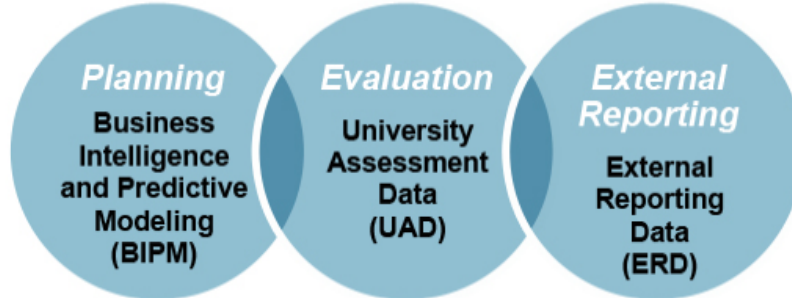 Planning
Business
Intelligence
and Predictive
Modeling
(BIPM)
Evaluation
University
Assessment
Data
(UAD)
External
Reporting
External
Reporting
Data
(ERD)